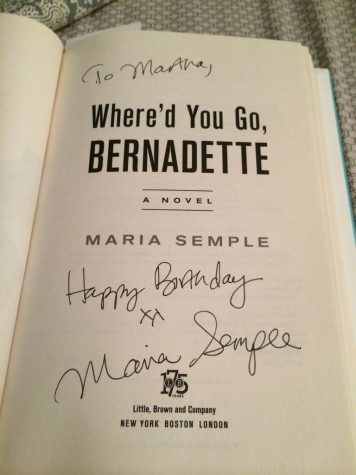 To Martha,
Where'd You Go,
BERNADETTE
A NOVEL
MARIA SEMPLE
Happy Birthday
xx
Maria Semple
175
YEARS
Little, Brown and Company
NEW YORK BOSTON LONDON